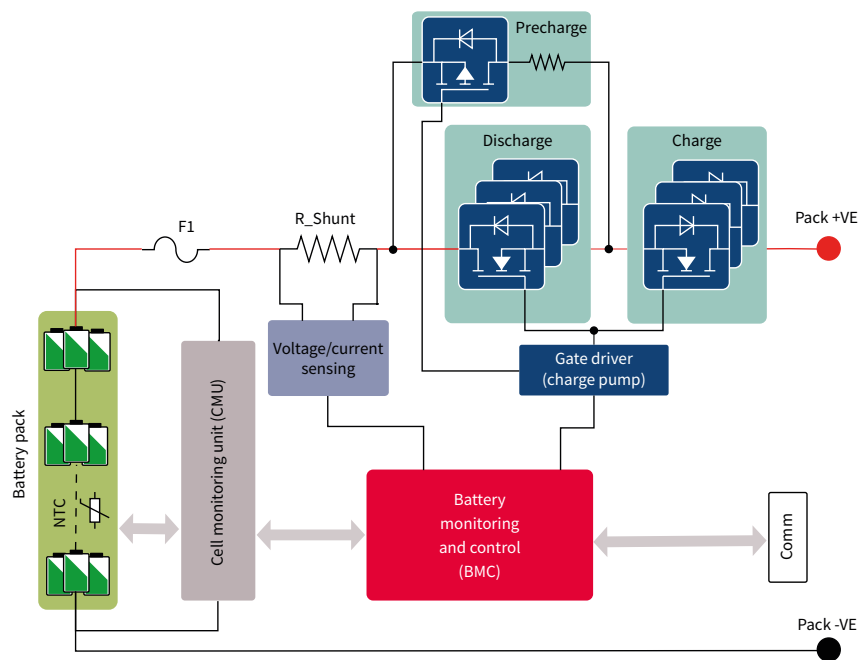 Precharge
Discharge
Charge
F1
R_Shunt
Pack +VE
Voltage/current
sensing
Gate driver
(charge pump)
Battery pack
NTC
Cell monitoring unit (CMU)
Battery
monitoring
and control
(BMC)
Comm
Pack -VE